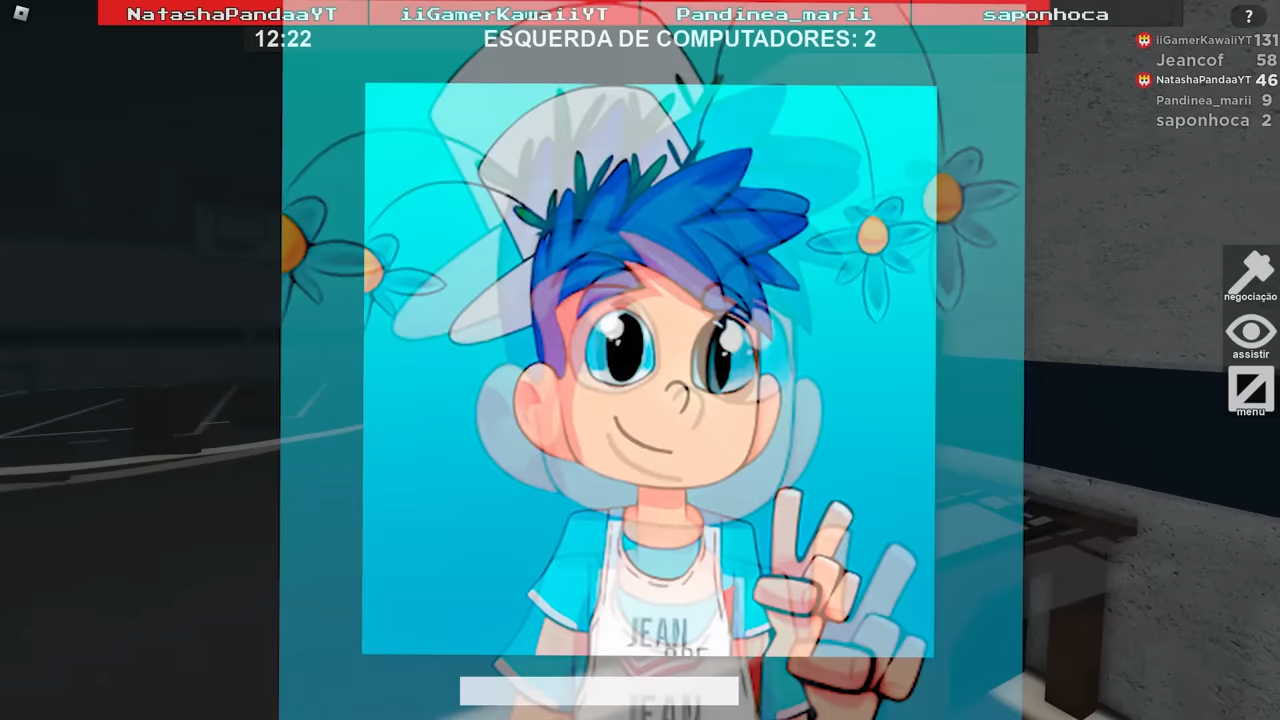 NatashaPandaaYT iiGamerKawaiiYT Pandinea_marii saponhoca
?
12:22 ESQUERDA DE COMPUTADORES: 2
iiGamerKawaiiYT 131
Jeancof 58
NatashaPandaaYT 46
Pandinea_marii 9
saponhoca 2
negociação
assistir
menu
JEAN
JEAN